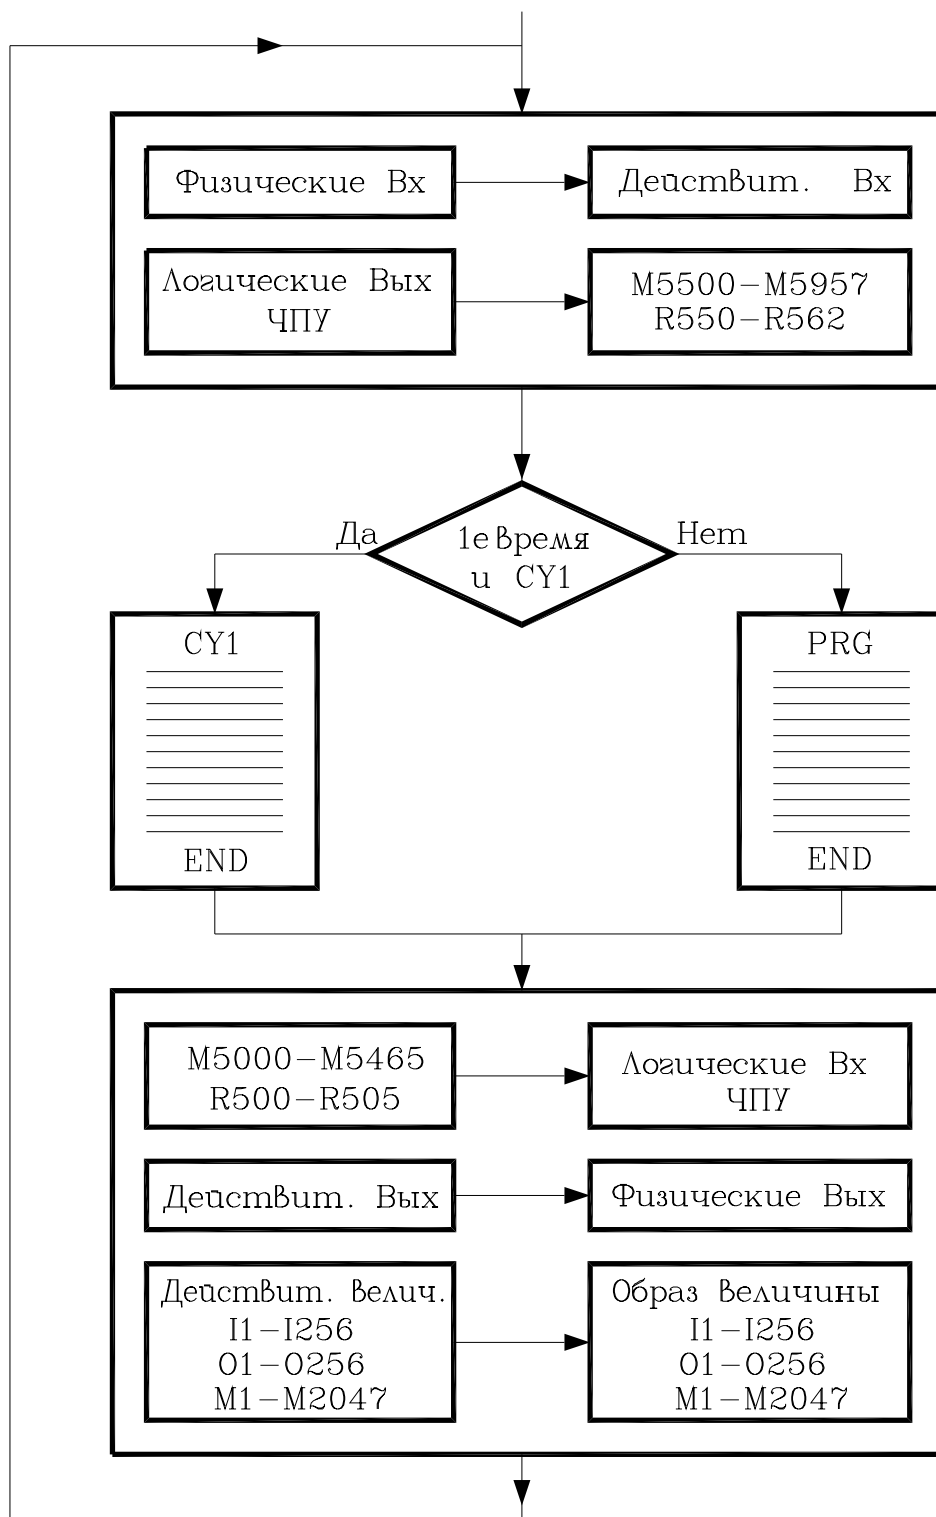 Физические Вх
Действит. Вх
Логические Вых
ЧПУ
M5500-M5957
R550-R562
Да
1е время
и CY1
Нет
CY1
END
PRG
END
M5000-M5465
R500-R505
Логические Вх
ЧПУ
Действит. Вых
Физические Вых
Действит. велич.
I1-I256
O1-O256
M1-M2047
Образ величины
I1-I256
O1-O256
M1-M2047